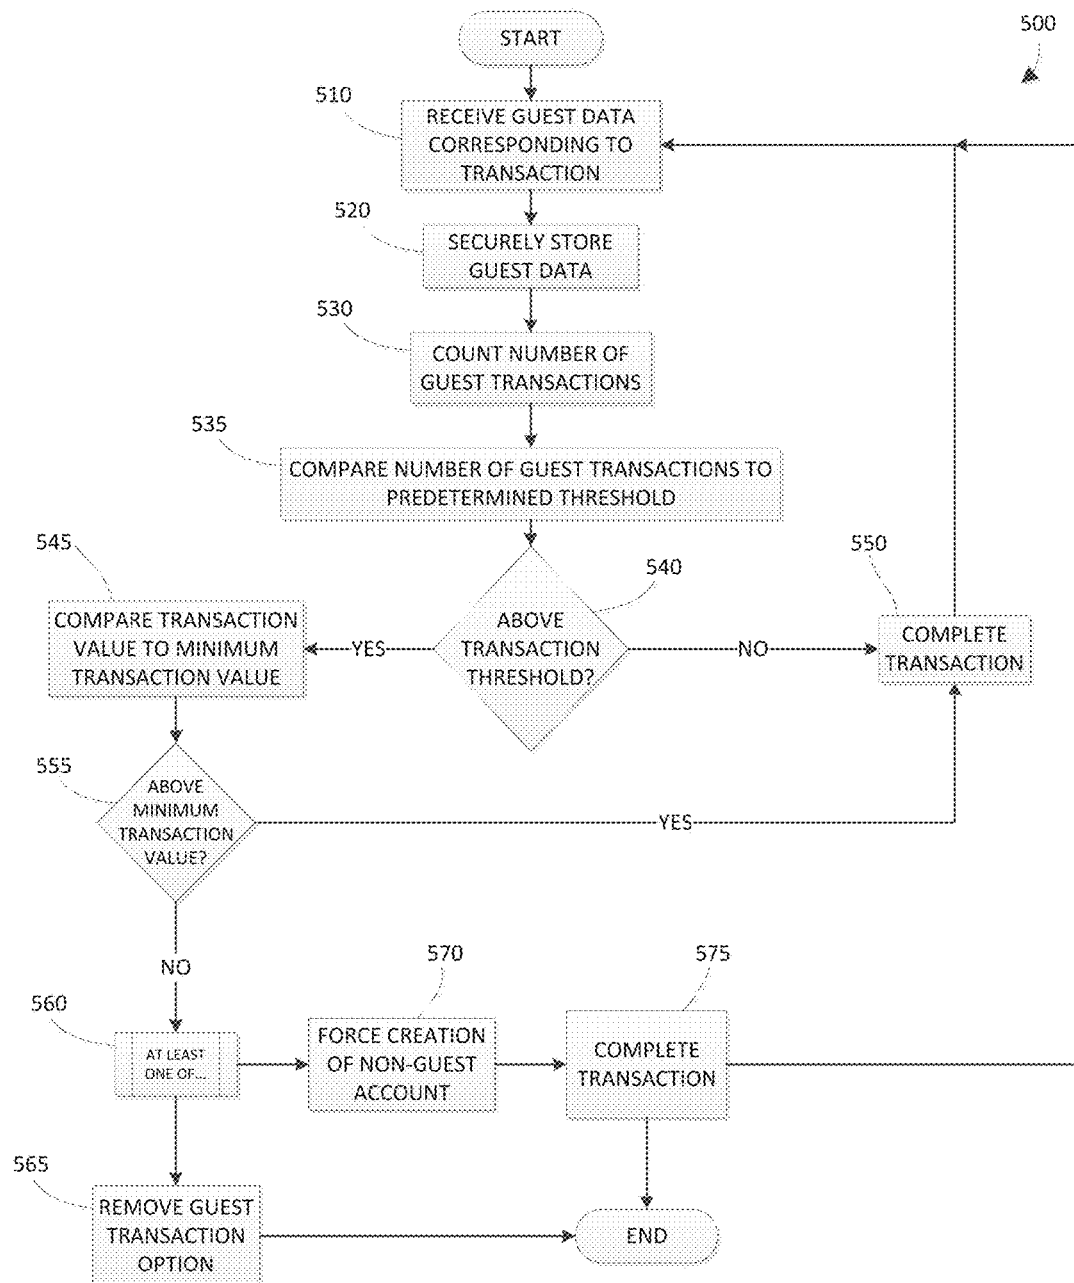 START
500
510
RECEIVE GUEST DATA
CORRESPONDING TO
TRANSACTION
520
SECURELY STORE
GUEST DATA
530
COUNT NUMBER OF
GUEST TRANSACTIONS
535
COMPARE NUMBER OF GUEST TRANSACTIONS TO
PREDETERMINED THRESHOLD
540
ABOVE
TRANSACTION
THRESHOLD?
YES
NO
545
COMPARE TRANSACTION
VALUE TO MINIMUM
TRANSACTION VALUE
550
COMPLETE
TRANSACTION
555
ABOVE
MINIMUM
TRANSACTION
VALUE?
YES
NO
560
AT LEAST
ONE OF...
570
FORCE CREATION
OF NON-GUEST
ACCOUNT
575
COMPLETE
TRANSACTION
565
REMOVE GUEST
TRANSACTION
OPTION
END